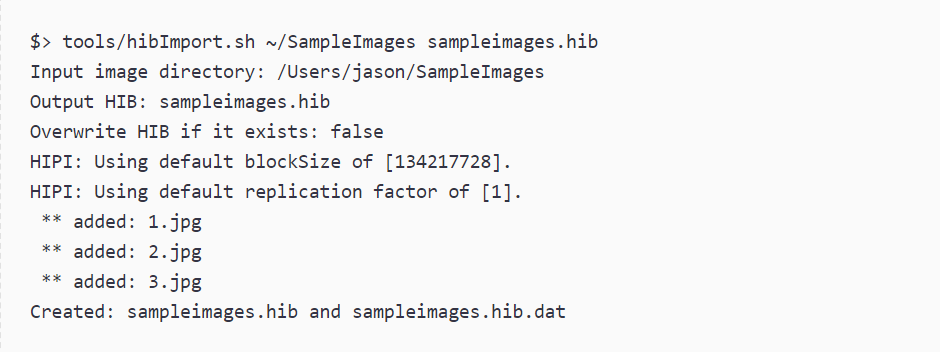 $> tools/hibImport.sh ~/SampleImages sampleimages.hib
Input image directory: /Users/jason/SampleImages
Output HIB: sampleimages.hib
Overwrite HIB if it exists: false
HIPI: Using default blockSize of [134217728].
HIPI: Using default replication factor of [1].
 ** added: 1.jpg
 ** added: 2.jpg
 ** added: 3.jpg
Created: sampleimages.hib and sampleimages.hib.dat